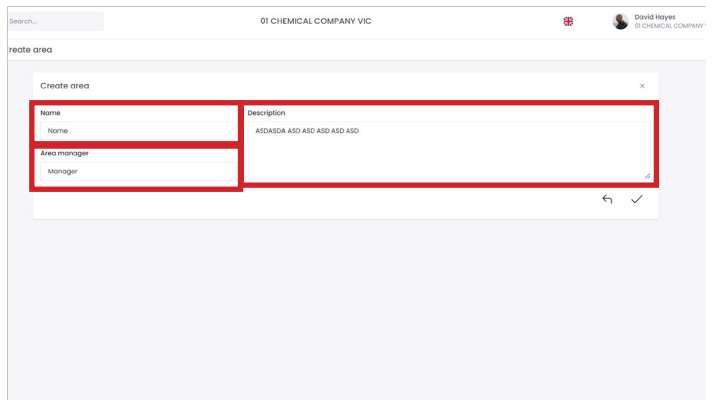 Search...
01 CHEMICAL COMPANY VIC
David Hayes
01 CHEMICAL COMPANY
reate area
Create area
Name
Name
Description
ASDASDA ASD ASD ASD ASD ASD
Area manager
Manager